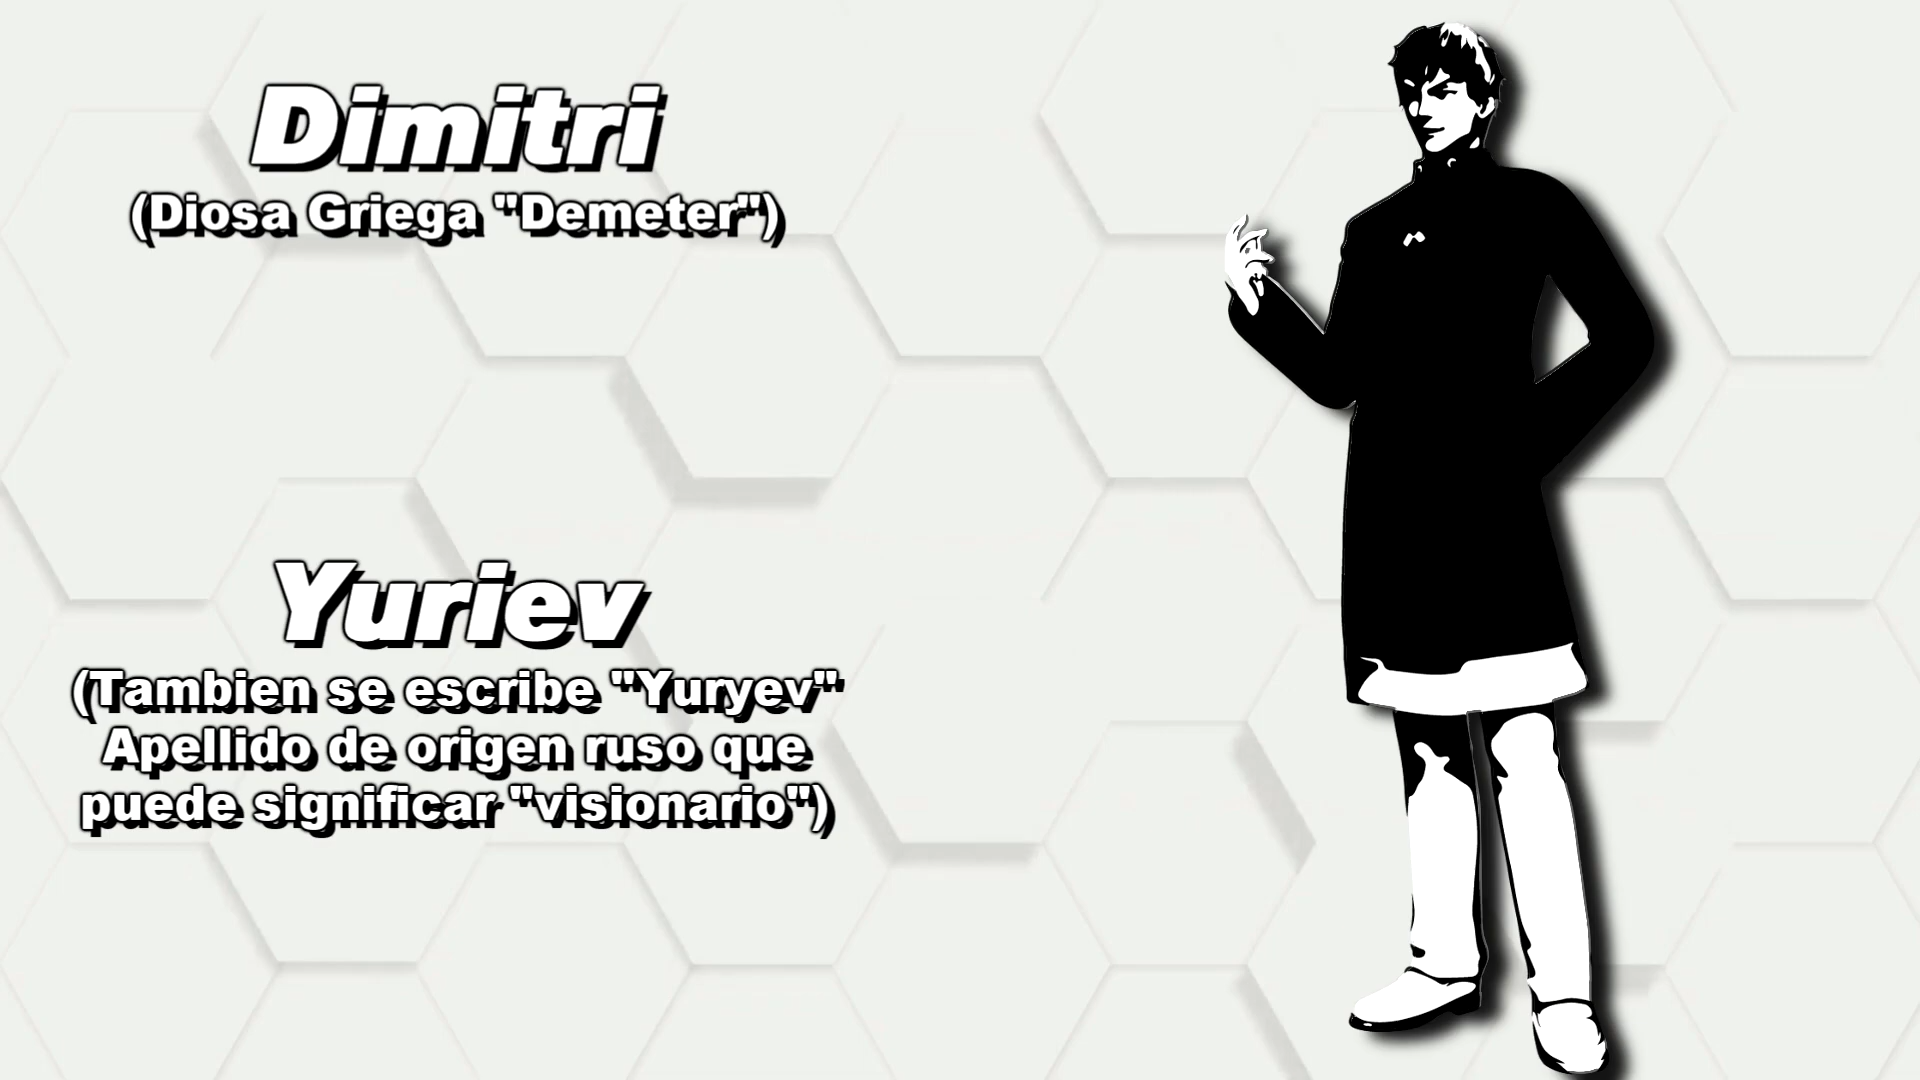 Dimitri
(Diosa Griega "Demeter")
Yuriev
(Tambien se escribe "Yuryev"
Apellido de origen ruso que
puede significar "visionario")